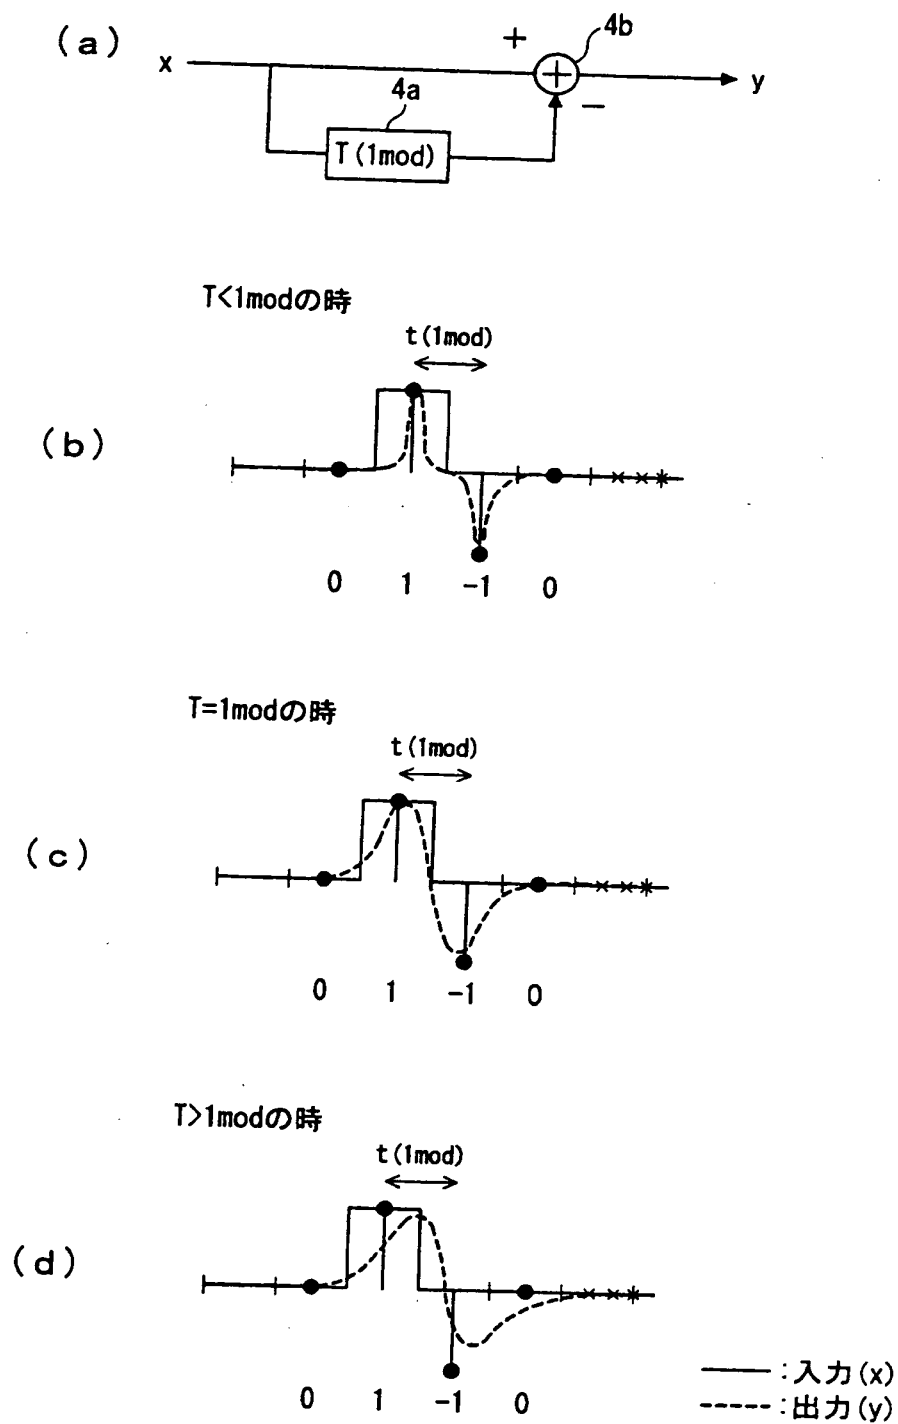 (a)
x
+
4b
y
−
4a
T(1mod)
T<1modの時
t(1mod)
(b)
0 1 -1 0
T=1modの時
t(1mod)
(c)
0 1 -1 0
T>1modの時
t(1mod)
(d)
0 1 -1 0
:入力(x)
:出力(y)